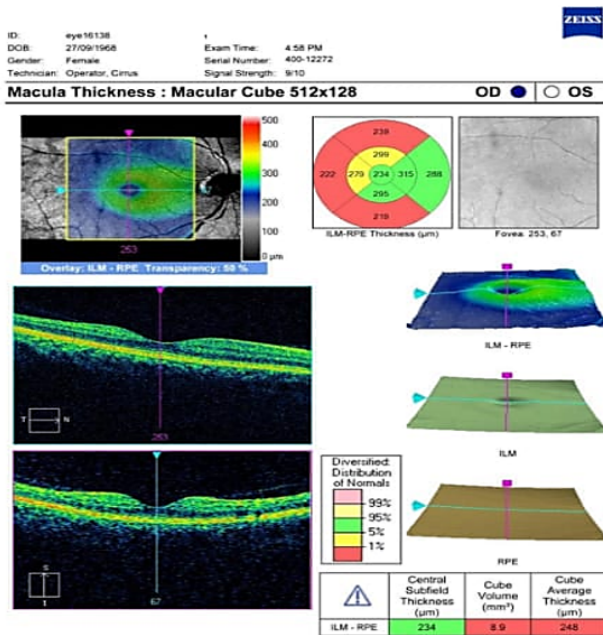 ZEISS
ID: eye16138
DOB: 27/09/1968 Exam Time: 4:58 PM
Gender: Female Serial Number: 400-12272
Technician: Operator, Cirrus Signal Strength: 9/10
Macula Thickness : Macular Cube 512x128 OD OS
500
400
300
200
100
0 µm
253
Overlay: ILM - RPE Transparency: 50 %
239
299
222 279 234 315 288
295
219
ILM-RPE Thickness (µm)
Fovea: 253, 67
ILM - RPE
T N
253
ILM
Diversified:
Distribution
of Normals
99%
95%
5%
1%
S
I
67
RPE
Central Subfield Thickness (µm) Cube Volume (mm³) Cube Average Thickness (µm)
ILM - RPE 234 8.9 248